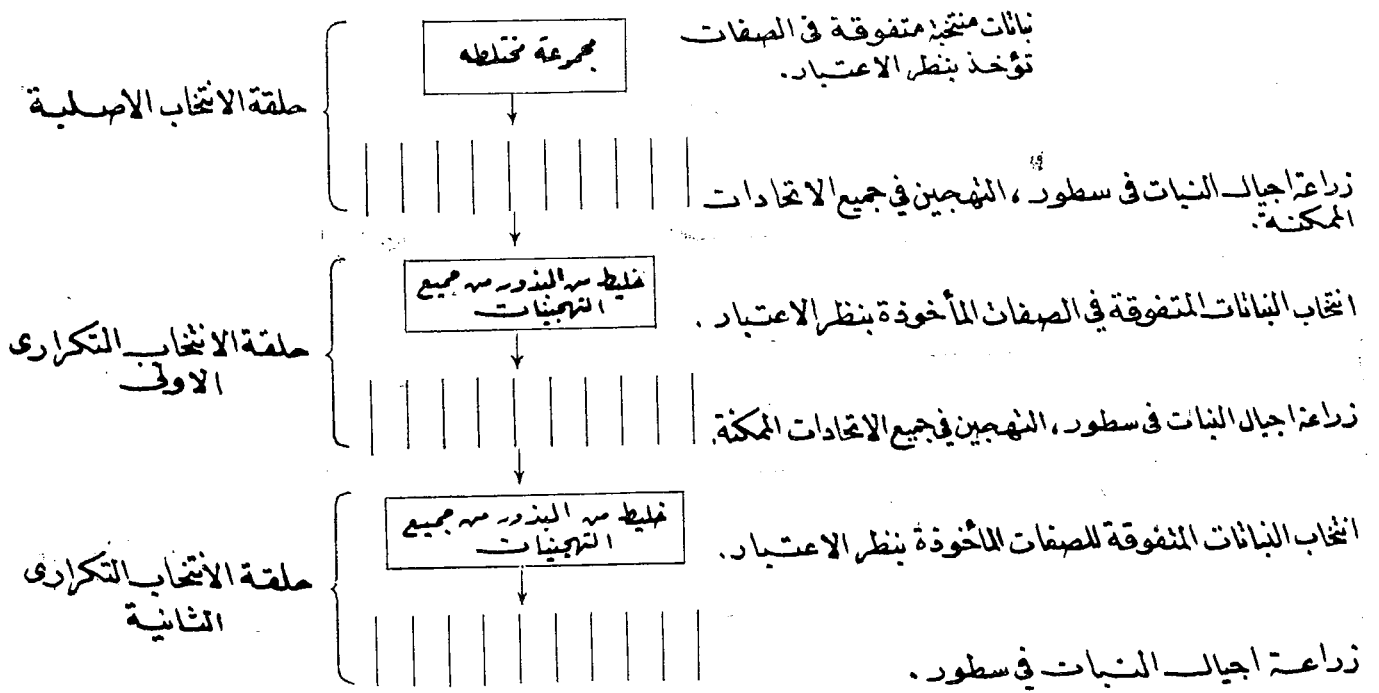 نباتات منتخبة متفوقة في الصفات
تؤخذ بنظر الاعتبار.
مجموعة مختلطه
حلقة الانتخاب الاصلية
زراعة اجيال النبات في سطور، التهجين في جميع الاتحادات
الممكنة.
خليط من البذور من جميع
التهجينات
انتخاب النباتات المتفوقة في الصفات المأخوذة بنظر الاعتبار.
حلقة الانتخاب التكرارى
الاولى
زراعة اجيال النبات في سطور، التهجين في جميع الاتحادات الممكنة.
خليط من البذور من جميع
التهجينات
انتخاب النباتات المتفوقة للصفات المأخوذة بنظر الاعتبار.
حلقة الانتخاب التكرارى
الثانية
زراعة اجيال النبات في سطور.